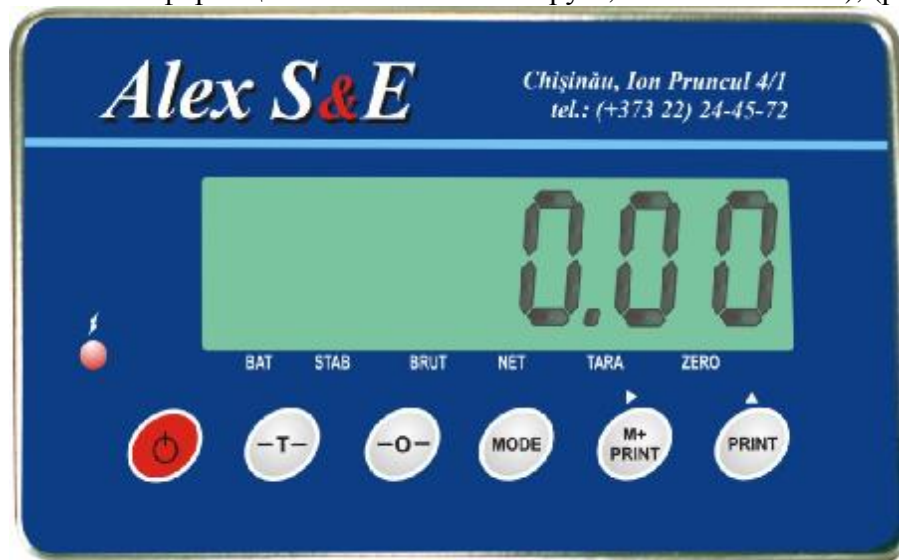 Alex S&E
Chişinău, Ion Pruncul 4/1
tel.: (+373 22) 24-45-72
0.00
BAT STAB BRUT NET TARA ZERO
-T- -O- MODE M+ PRINT PRINT